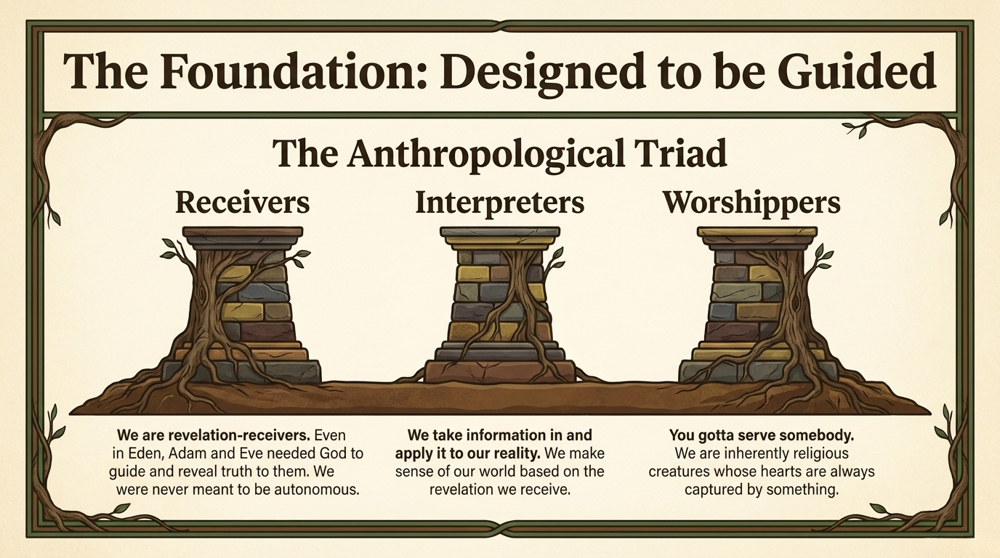 The Foundation: Designed to be Guided
The Anthropological Triad
Receivers
Interpreters
Worshippers
We are revelation-receivers. Even
in Eden, Adam and Eve needed God to
guide and reveal truth to them. We
were never meant to be autonomous.
We take information in and
apply it to our reality. We make
sense of our world based on the
revelation we receive.
You gotta serve somebody.
We are inherently religious
creatures whose hearts are always
captured by something.